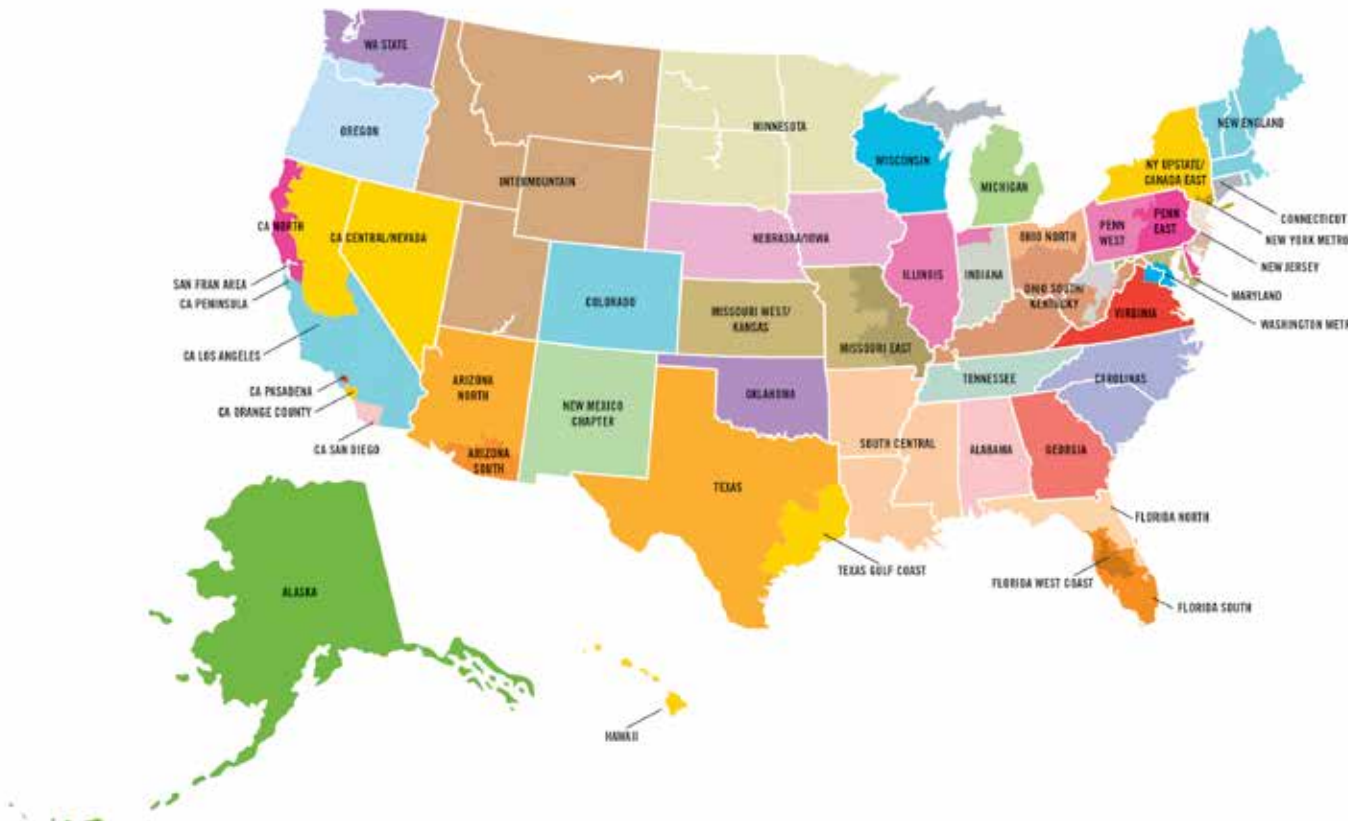 WA STATE
OREGON
MINNESOTA
WISCONSIN
MICHIGAN
NEW ENGLAND
NY UPSTATE/
CANADA EAST
INTERMOUNTAIN
CONNECTICUT
NEW YORK METRO
NEW JERSEY
MARYLAND
WASHINGTON METR
CA NORTH
CA CENTRAL/NEVADA
NEBRASKA/IOWA
PENN
WEST
PENN
EAST
OHIO NORTH
ILLINOIS
INDIANA
OHIO SOUTH
KENTUCKY
VIRGINIA
SAN FRAN AREA
CA PENINSULA
COLORADO
MISSOURI WEST/
KANSAS
MISSOURI EAST
CA LOS ANGELES
CA PASADENA
CA ORANGE COUNTY
CA SAN DIEGO
ARIZONA
NORTH
ARIZONA
SOUTH
NEW MEXICO
CHAPTER
OKLAHOMA
TENNESSEE
CAROLINAS
SOUTH CENTRAL
ALABAMA
GEORGIA
TEXAS
TEXAS GULF COAST
FLORIDA NORTH
FLORIDA WEST COAST
FLORIDA SOUTH
ALASKA
HAWAII